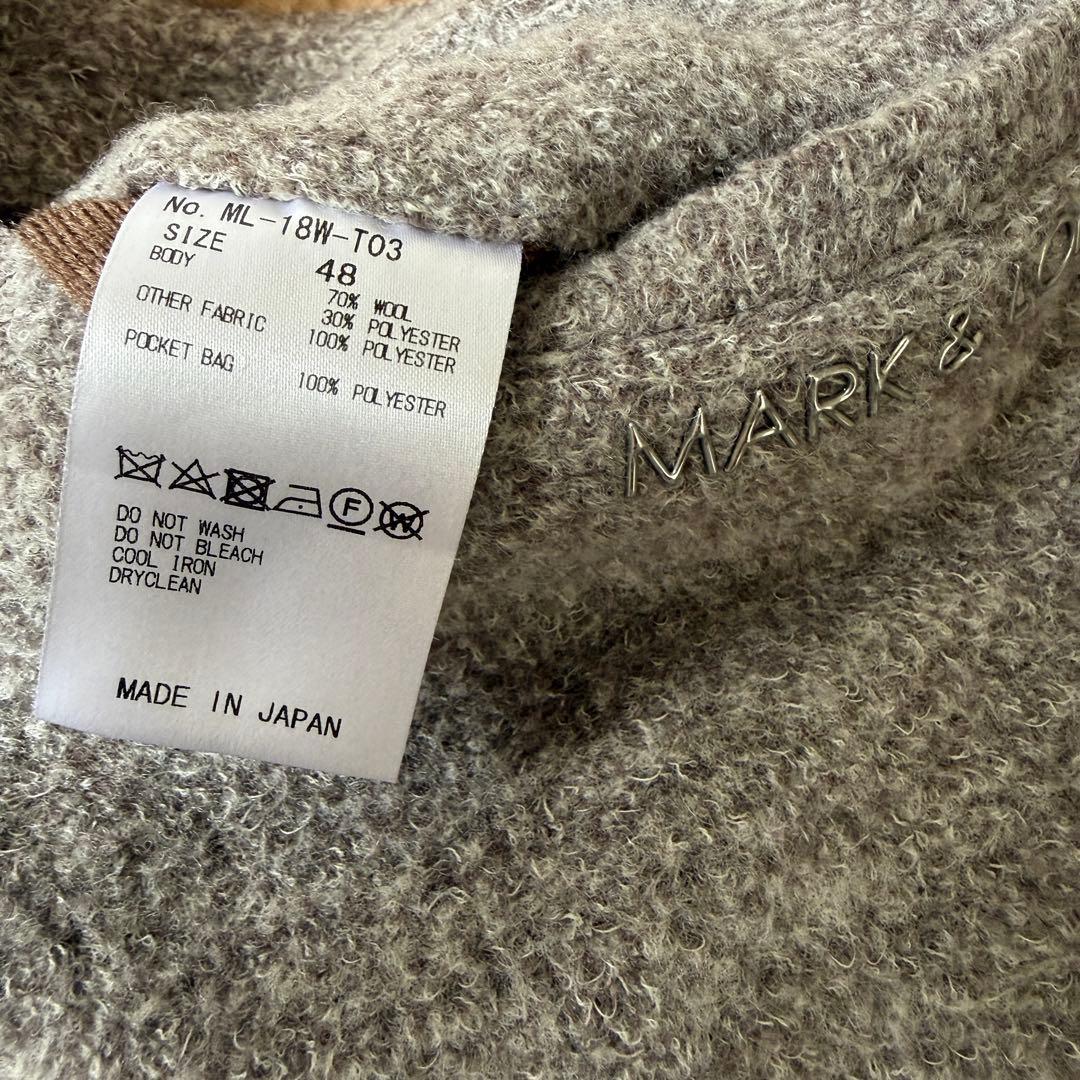 No. ML-18W-T03
SIZE 48
BODY 70% WOOL
30% POLYESTER
OTHER FABRIC 100% POLYESTER
POCKET BAG 100% POLYESTER
F
W
DO NOT WASH
DO NOT BLEACH
COOL IRON
DRYCLEAN
MADE IN JAPAN
MARK &